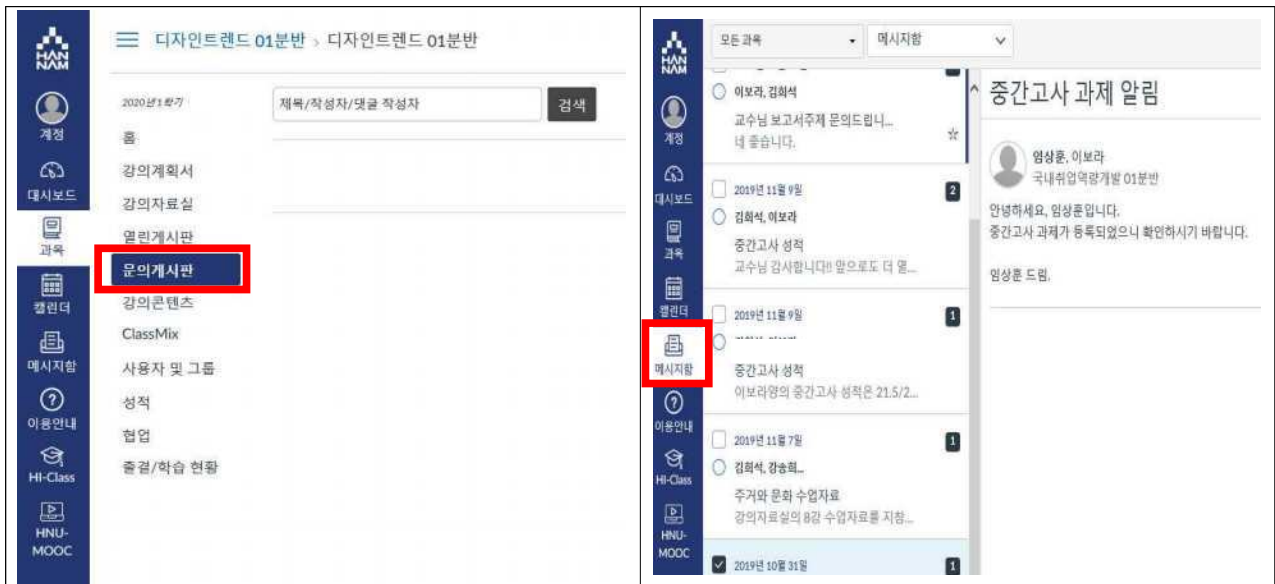 HAN
NAM
디자인트렌드 01분반 › 디자인트렌드 01분반
계정
대시보드
과목
캘린더
메시지함
이용안내
HI-Class
HNU-
MOOC
2020년 1학기
홈
강의계획서
강의자료실
열린게시판
문의게시판
강의콘텐츠
ClassMix
사용자 및 그룹
성적
협업
출결/학습 현황
제목/작성자/댓글 작성자
검색
HAN
NAM
계정
대시보드
과목
캘린더
메시지함
이용안내
HI-Class
HNU-
MOOC
모든 과목
메시지함
이보라, 김희석
교수님 보고서주제 문의드립니...
네 좋습니다.
2019년 11월 9일
2
김희석, 이보라
중간고사 성적
교수님 감사합니다!! 앞으로도 더 열...
2019년 11월 9일
1
중간고사 성적
이보라양의 중간고사 성적은 21.5/2...
2019년 11월 7일
1
김희석, 강송희...
주거와 문화 수업자료
강의자료실의 8강 수업자료를 지참...
2019년 10월 31일
1
중간고사 과제 알림
임상훈, 이보라
국내취업역량개발 01분반
안녕하세요, 임상훈입니다.
중간고사 과제가 등록되었으니 확인하시기 바랍니다.
임상훈 드림.